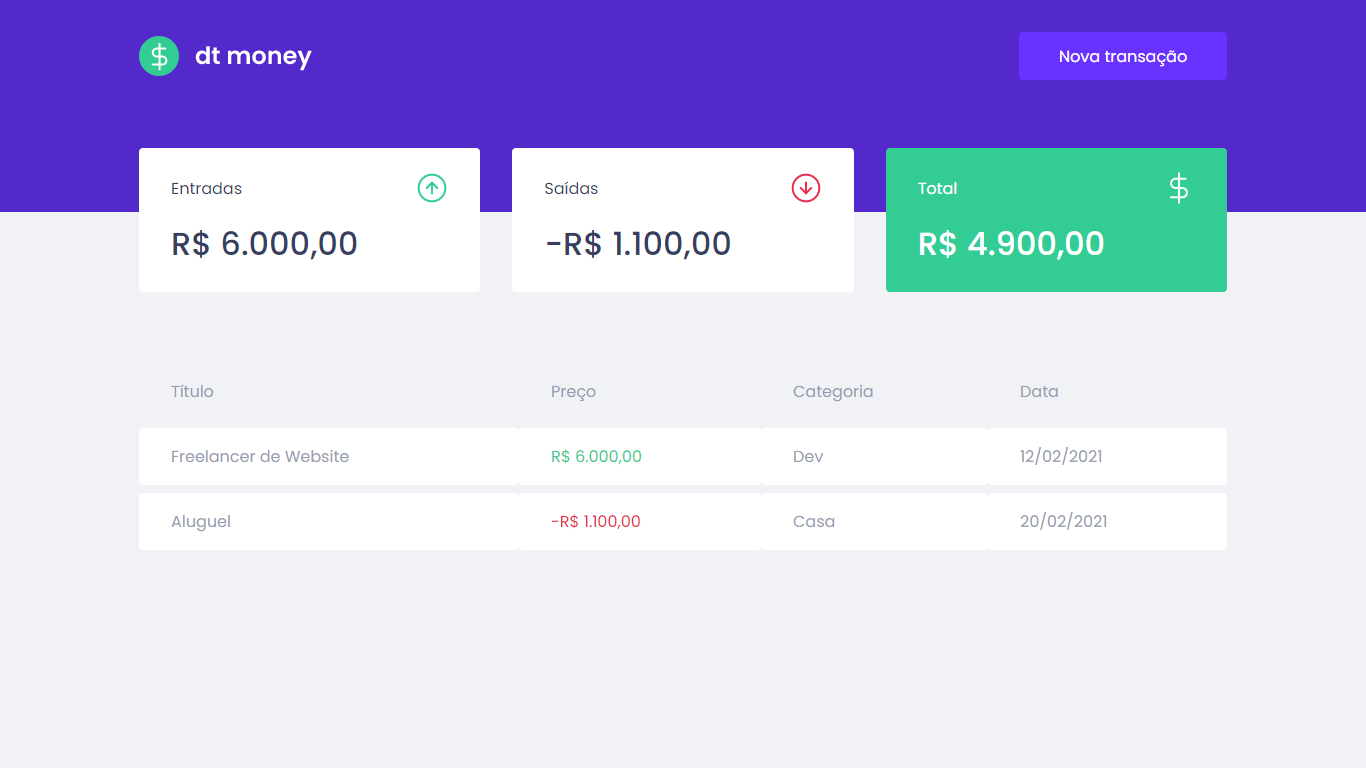 dt money
Nova transação
Entradas
Saídas
Total
R$ 6.000,00
-R$ 1.100,00
R$ 4.900,00
Título Preço Categoria Data
Freelancer de Website R$ 6.000,00 Dev 12/02/2021
Aluguel -R$ 1.100,00 Casa 20/02/2021